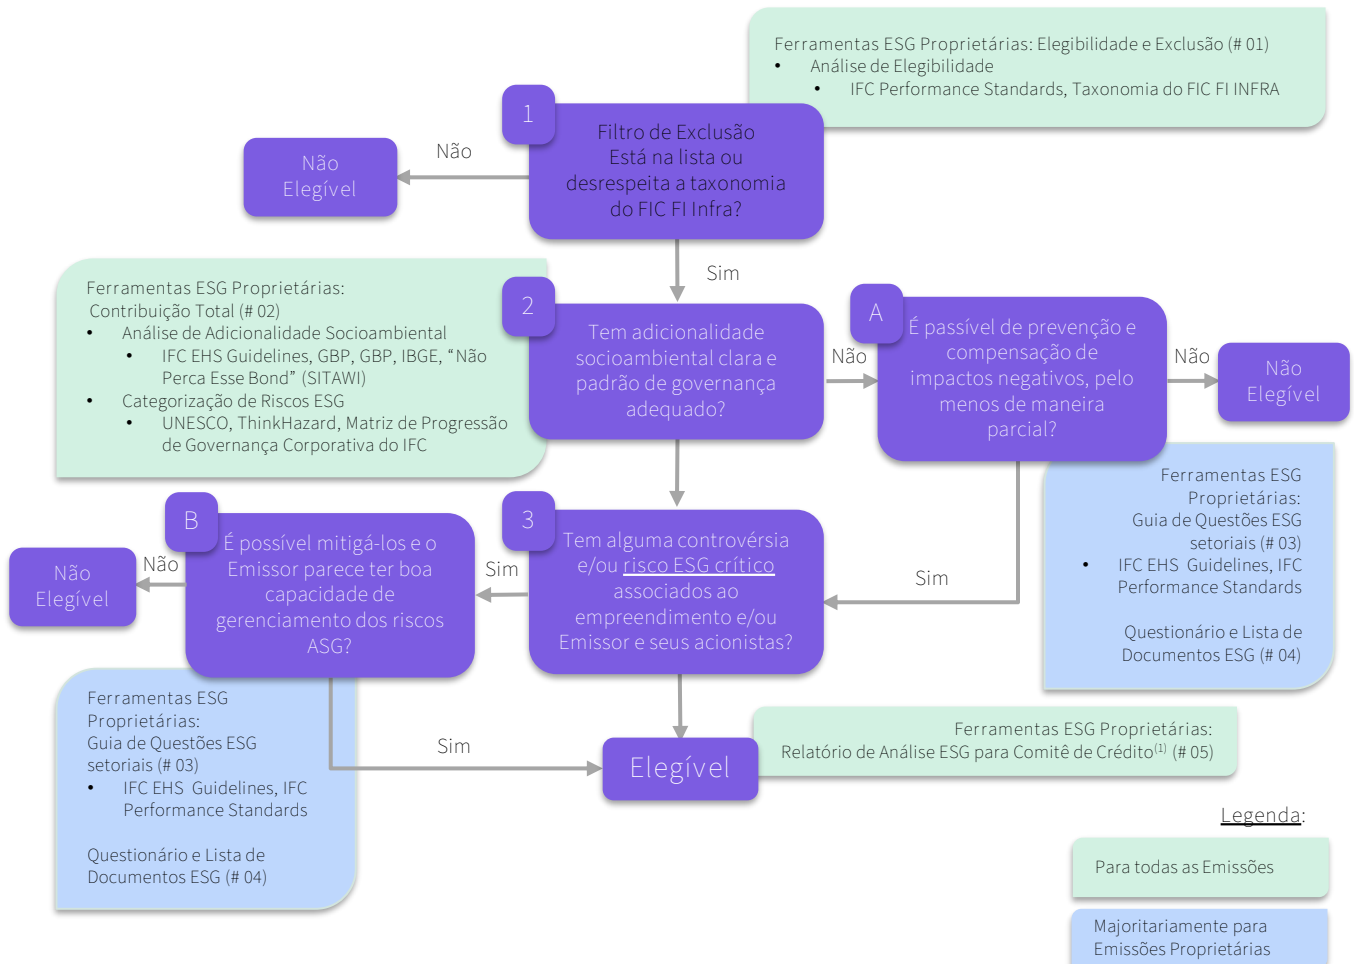 Ferramentas ESG Proprietárias: Elegibilidade e Exclusão (# 01)
• Análise de Elegibilidade
• IFC Performance Standards, Taxonomia do FIC FI INFRA
1
Filtro de Exclusão
Está na lista ou
desrespeita a taxonomia
do FIC FI Infra?
Não
Não
Elegível
Sim
Ferramentas ESG Proprietárias:
Contribuição Total (# 02)
• Análise de Adicionalidade Socioambiental
• IFC EHS Guidelines, GBP, GBP, IBGE, “Não
Perca Esse Bond” (SITAWI)
• Categorização de Riscos ESG
• UNESCO, ThinkHazard, Matriz de Progressão
de Governança Corporativa do IFC
2
Tem adicionalidade
socioambiental clara e
padrão de governança
adequado?
Não
A
É passível de prevenção e
compensação de
impactos negativos, pelo
menos de maneira
parcial?
Não
Não
Elegível
Ferramentas ESG
Proprietárias:
Guia de Questões ESG
setoriais (# 03)
• IFC EHS Guidelines, IFC
Performance Standards
Questionário e Lista de
Documentos ESG (# 04)
Sim
3
Tem alguma controvérsia
e/ou risco ESG crítico
associados ao
empreendimento e/ou
Emissor e seus acionistas?
Sim
B
É possível mitigá-los e o
Emissor parece ter boa
capacidade de
gerenciamento dos riscos
ASG?
Não
Não
Elegível
Ferramentas ESG
Proprietárias:
Guia de Questões ESG
setoriais (# 03)
• IFC EHS Guidelines, IFC
Performance Standards
Questionário e Lista de
Documentos ESG (# 04)
Sim
Elegível
Ferramentas ESG Proprietárias:
Relatório de Análise ESG para Comitê de Crédito(1) (# 05)
Legenda:
Para todas as Emissões
Majoritariamente para
Emissões Proprietárias